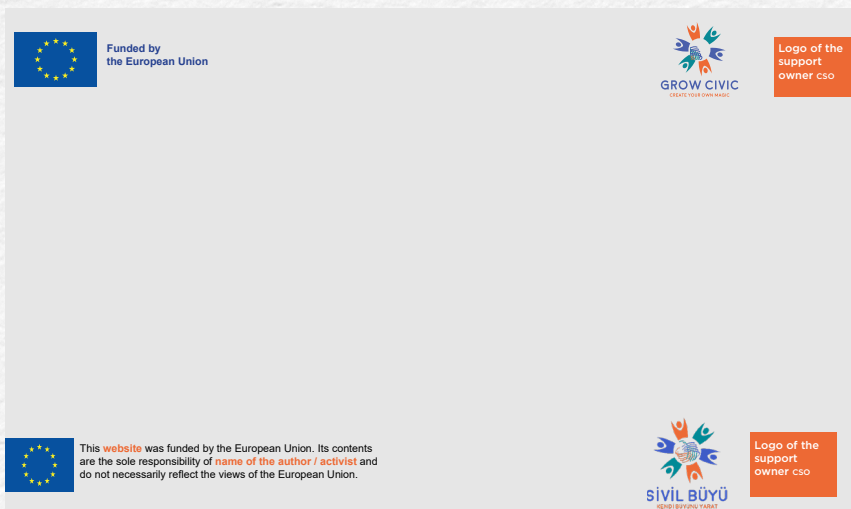 Funded by
the European Union
GROW CIVIC
CREATE YOUR OWN MAGIC
Logo of the
support
owner cso
This website was funded by the European Union. Its contents
are the sole responsibility of name of the author / activist and
do not necessarily reflect the views of the European Union.
SİVİL BÜYÜ
KENDİ BÜYÜNÜ YARAT
Logo of the
support
owner cso